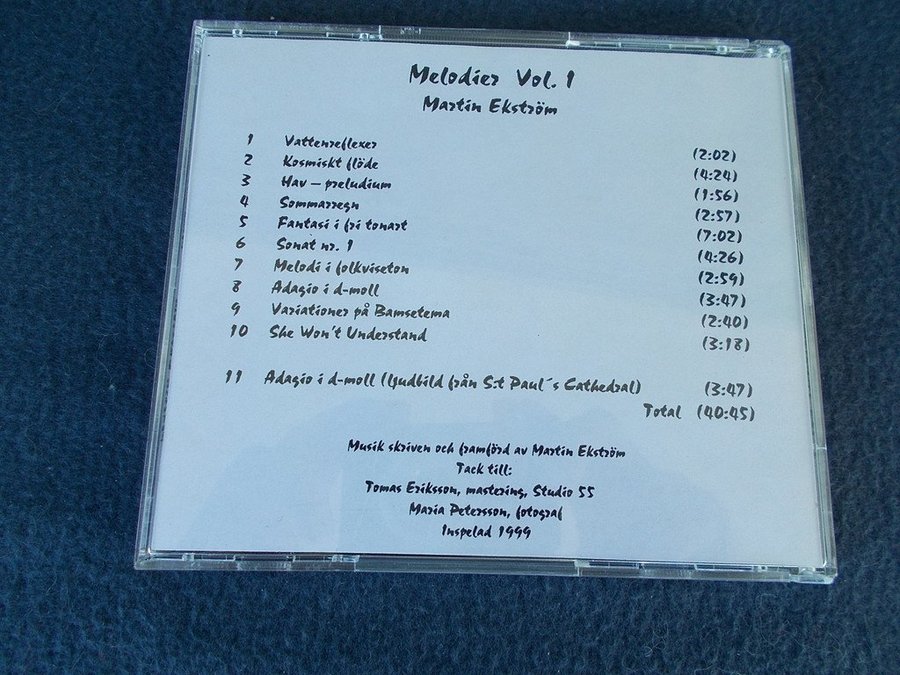 Melodier Vol. 1
Martin Ekström
1 Vattenreflexer (2:02)
2 Kosmiskt flöde (4:24)
3 Hav – preludium (1:56)
4 Sommarregn (2:57)
5 Fantasi i fri tonart (7:02)
6 Sonat nr. 1 (4:26)
7 Melodi i folkviseton (2:59)
8 Adagio i d-moll (3:47)
9 Variationer på Bamsetema (2:40)
10 She Won't Understand (3:18)
11 Adagio i d-moll (ljudbild från S:t Paul´s Cathedral) (3:47)
Total (40:45)
Musik skriven och framförd av Martin Ekström
Tack till:
Tomas Eriksson, mastering, Studio 55
Maria Petersson, fotograf
Inspelad 1999